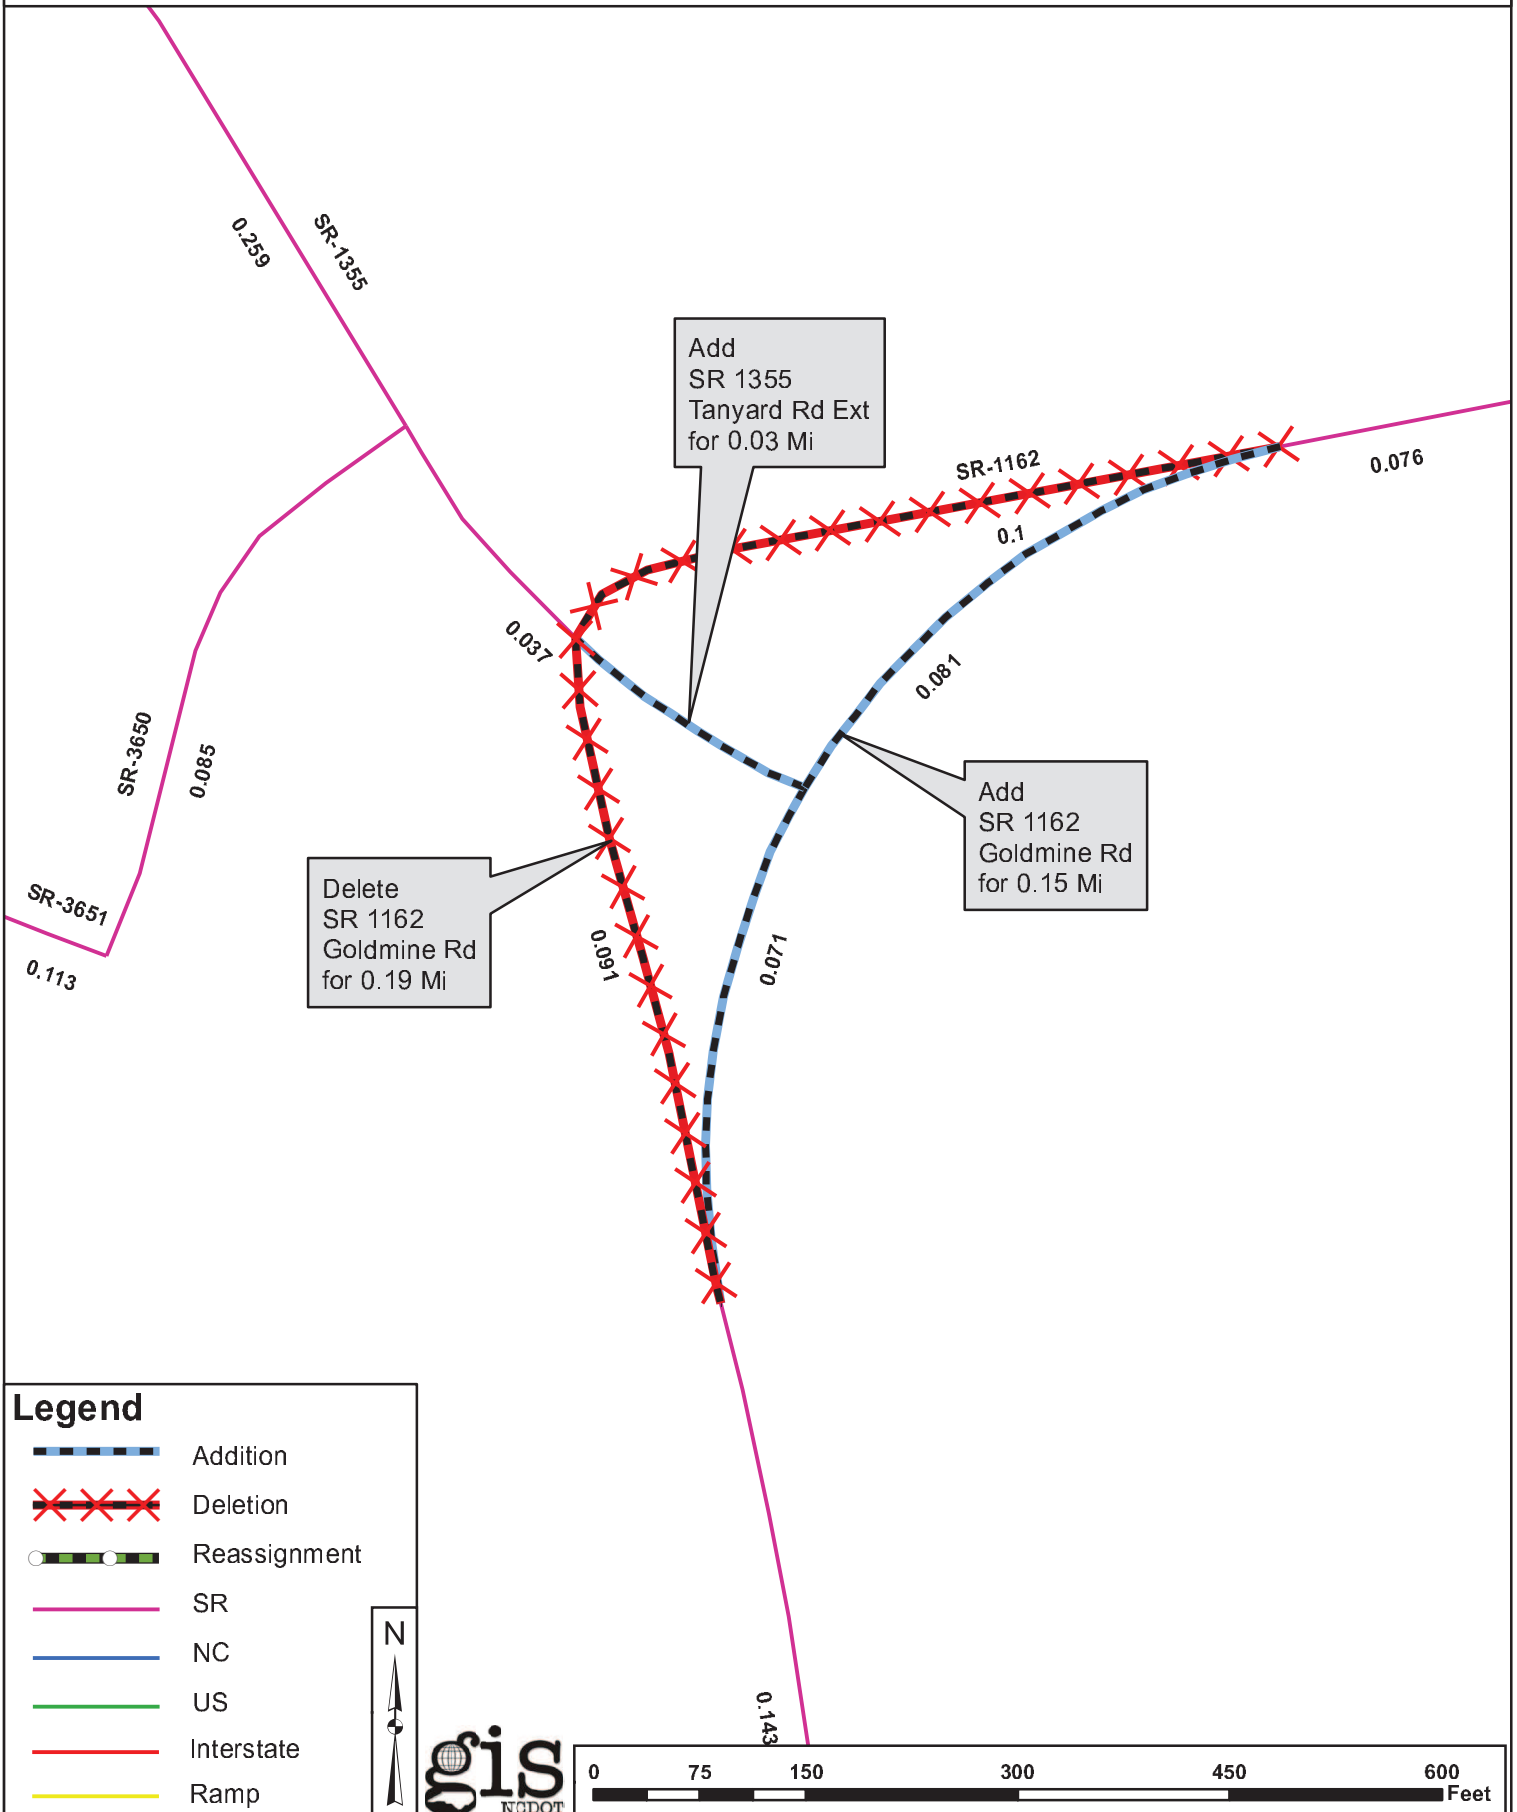 0.259
SR-1355
Add
SR 1355
Tanyard Rd Ext
for 0.03 Mi
SR-1162
0.076
0.1
0.037
0.081
SR-3650
0.085
Add
SR 1162
Goldmine Rd
for 0.15 Mi
Delete
SR 1162
Goldmine Rd
for 0.19 Mi
SR-3651
0.113
0.091
0.071
0.143
Legend
Addition
Deletion
Reassignment
SR
NC
US
Interstate
Ramp
N
gis
NCDOT
0 75 150 300 450 600
Feet